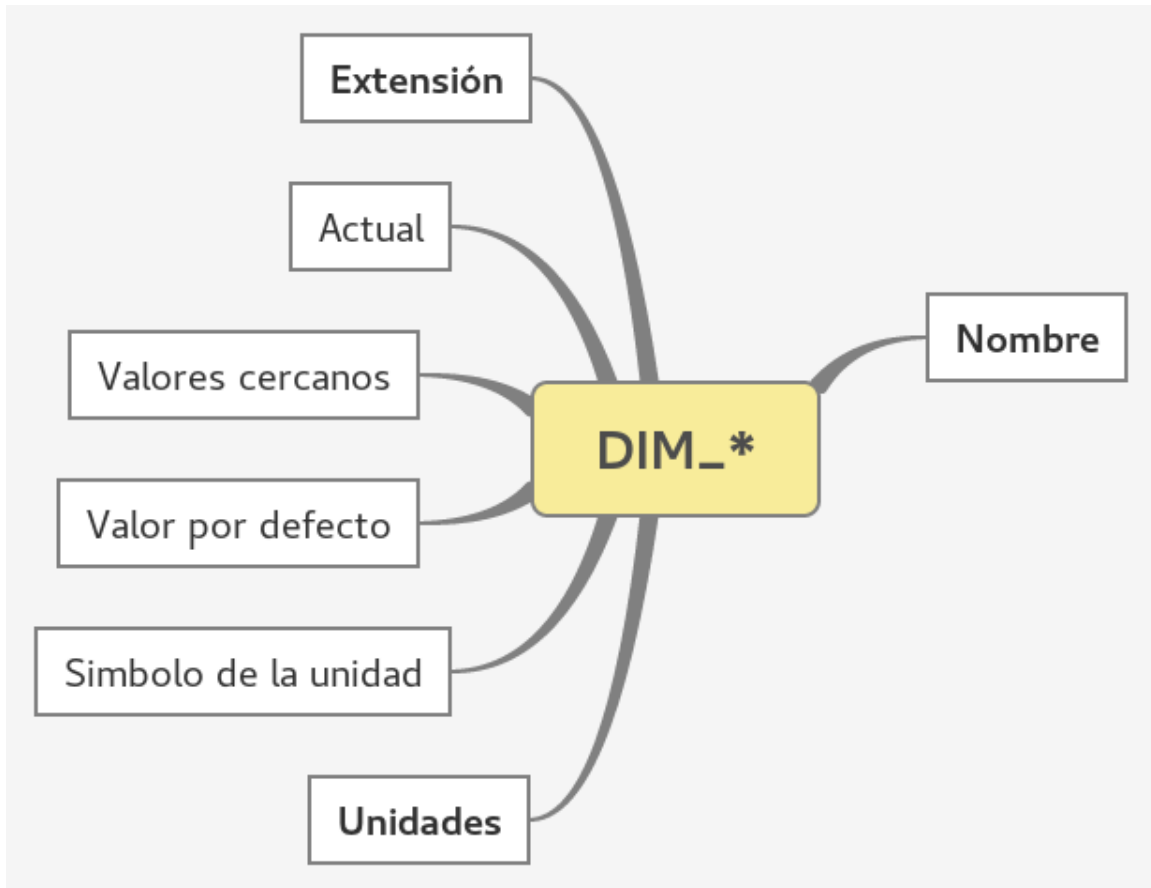 Extensión
Actual
Nombre
Valores cercanos
DIM_*
Valor por defecto
Simbolo de la unidad
Unidades